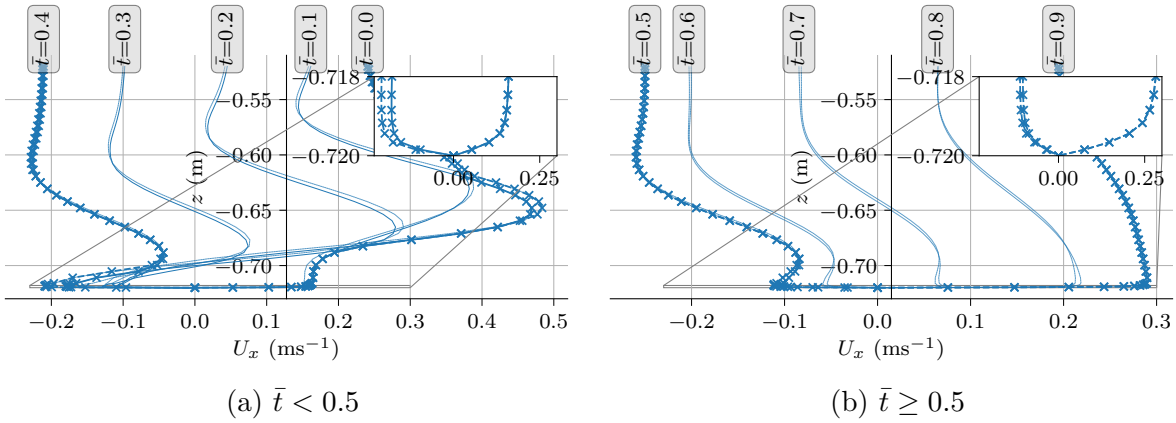 t̄=0.4
t̄=0.3
t̄=0.2
t̄=0.1
t̄=0.0
−0.718
−0.720
0.00 0.25
−0.55
−0.60
−0.65
−0.70
z (m)
−0.2 −0.1 0.0 0.1 0.2 0.3 0.4 0.5
U_x (ms⁻¹)
(a) t̄ < 0.5
t̄=0.5
t̄=0.6
t̄=0.7
t̄=0.8
t̄=0.9
−0.718
−0.720
0.00 0.25
−0.55
−0.60
−0.65
−0.70
z (m)
−0.2 −0.1 0.0 0.1 0.2 0.3
U_x (ms⁻¹)
(b) t̄ ≥ 0.5